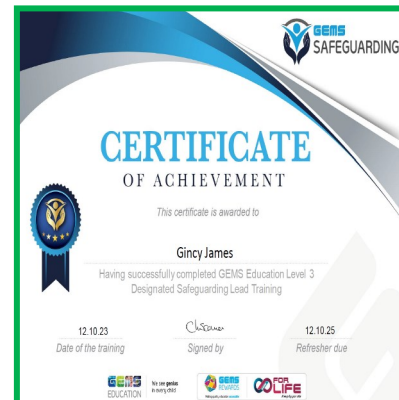 GEMS
SAFEGUARDING
CERTIFICATE
OF ACHIEVEMENT
This certificate is awarded to
Gincy James
Having successfully completed GEMS Education Level 3
Designated Safeguarding Lead Training
12.10.23
12.10.25
Date of the training
Signed by
Refresher due
GEMS
EDUCATION
We see genius
in every child
GEMS
REWARDS
FOR
LIFE